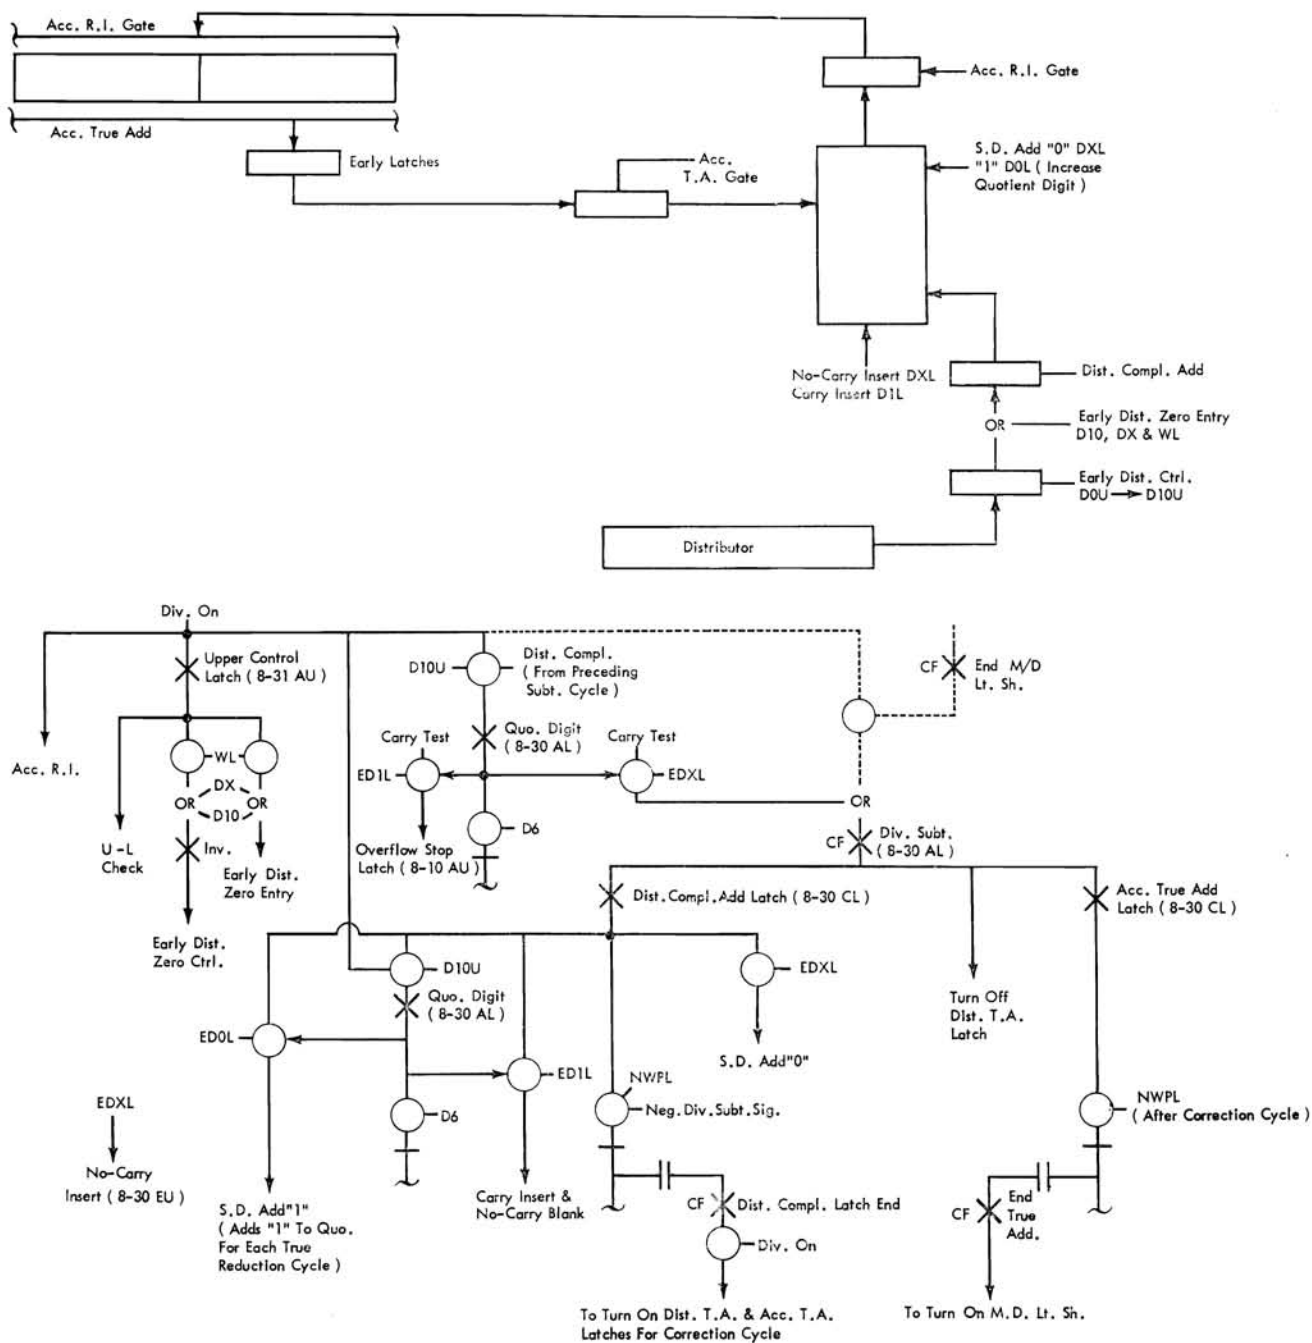 Acc. R.I. Gate
Acc. True Add
Early Latches
Acc.
T.A. Gate
Acc. R.I. Gate
S.D. Add "0" DXL
"1" D0L ( Increase
Quotient Digit )
No-Carry Insert DXL
Carry Insert D1L
Dist. Compl. Add
OR
Early Dist. Zero Entry
D10, DX & WL
Early Dist. Ctrl.
D0U → D10U
Distributor
Div. On
Upper Control
Latch ( 8-31 AU )
D10U
Dist. Compl.
( From Preceding
Subt. Cycle )
CF
End M/D
Lt. Sh.
Acc. R.I.
WL
OR
DX
D10
OR
Inv.
U -L
Check
Early Dist.
Zero Entry
Early Dist.
Zero Ctrl.
Carry Test
Quo. Digit
( 8-30 AL )
Carry Test
ED1L
EDXL
OR
Overflow Stop
Latch ( 8-10 AU )
D6
CF
Div. Subt.
(8-30 AL )
Dist.Compl.Add Latch ( 8-30 CL )
Acc. True Add
Latch ( 8-30 CL )
D10U
EDXL
Quo. Digit
( 8-30 AL )
ED0L
ED1L
S.D. Add"0"
Turn Off
Dist. T.A.
Latch
NWPL
Neg.Div.Subt.Sig.
D6
NWPL
( After Correction Cycle )
EDXL
No-Carry
Insert ( 8-30 EU )
S.D. Add"1"
( Adds "1" To Quo.
For Each True
Reduction Cycle )
Carry Insert &
No-Carry Blank
CF
Dist. Compl. Latch End
Div. On
CF
End
True
Add.
To Turn On Dist. T.A. & Acc. T.A.
Latches For Correction Cycle
To Turn On M.D. Lt. Sh.